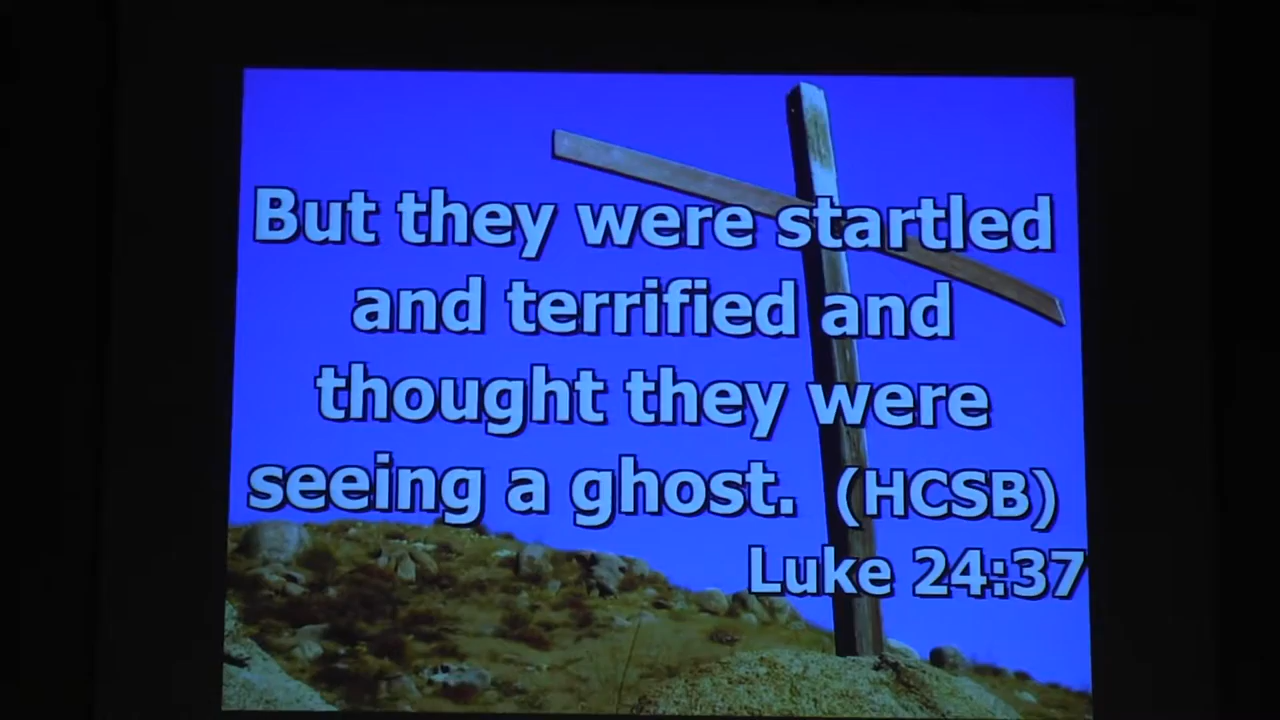 But they were startled
and terrified and
thought they were
seeing a ghost. (HCSB)
Luke 24:37